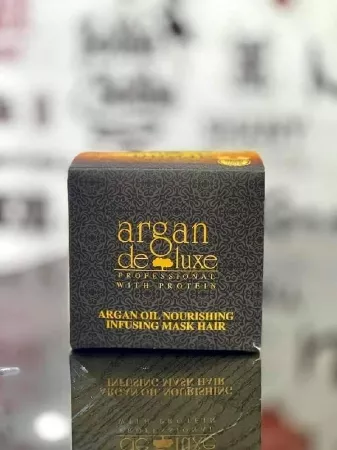 argan
de luxe
PROFESSIONAL
WITH PROTEIN
ARGAN OIL NOURISHING
INFUSING MASK HAIR